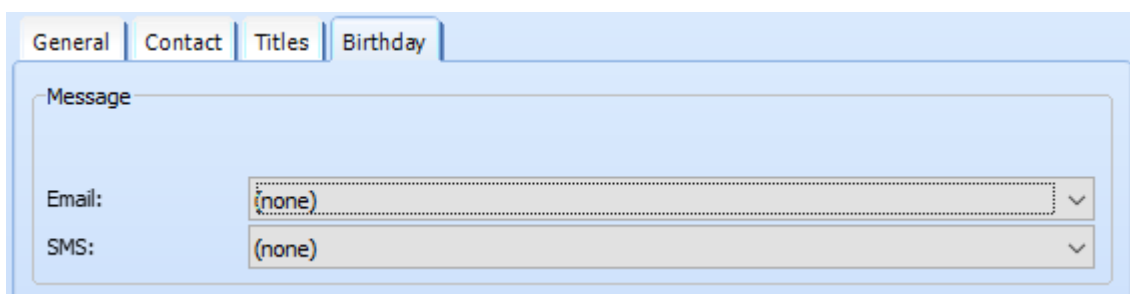 General Contact Titles Birthday
Message
Email: (none)
SMS: (none)